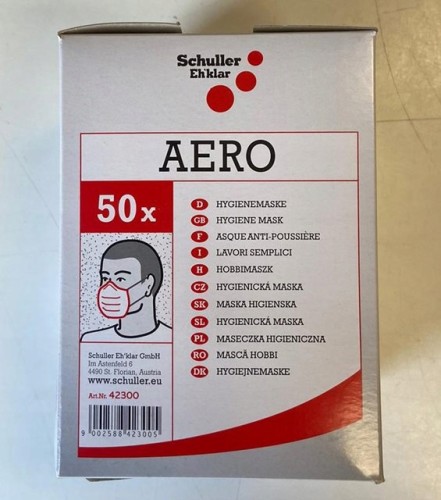 Schuller
Eh'klar
AERO
50x
D HYGIENEMASKE
GB HYGIENE MASK
F ASQUE ANTI-POUSSIÈRE
I LAVORI SEMPLICI
H HOBBIMASZK
CZ HYGIENICKÁ MASKA
SK MASKA HIGIENSKA
SL HYGIENICKÁ MASKA
PL MASECZKA HIGIENICZNA
RO MASCĂ HOBBI
DK HYGIEJNEMASKE
Schuller Eh'klar GmbH
Im Astenfeld 6
4490 St. Florian, Austria
www.schuller.eu
Art.Nr. 42300
9 002588 423005